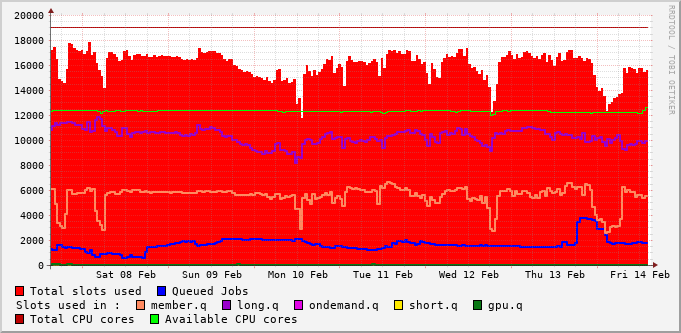 20000
18000
16000
14000
12000
10000
8000
6000
4000
2000
0
Sat 08 Feb Sun 09 Feb Mon 10 Feb Tue 11 Feb Wed 12 Feb Thu 13 Feb Fri 14 Feb
Total slots used Queued Jobs
Slots used in : member.q long.q ondemand.q short.q gpu.q
Total CPU cores Available CPU cores
RRDTOOL / TOBI OETIKER